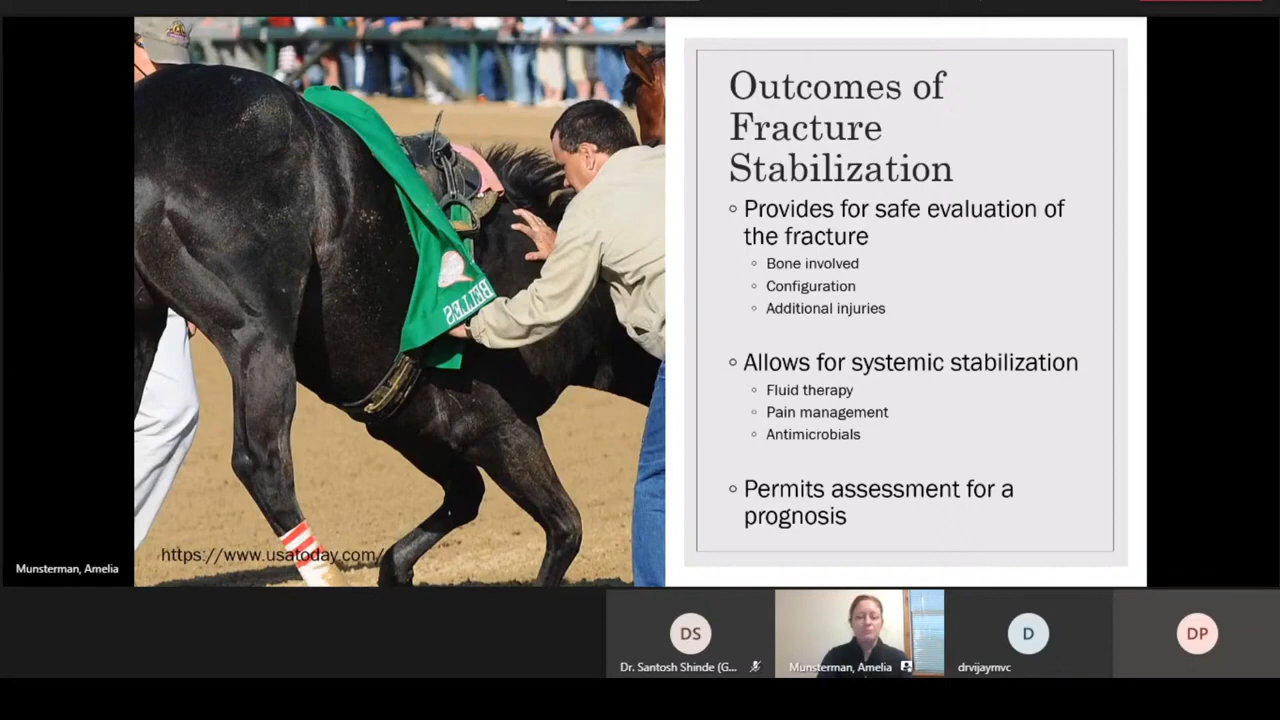 Outcomes of
Fracture
Stabilization
Provides for safe evaluation of
the fracture
Bone involved
Configuration
Additional injuries
Allows for systemic stabilization
Fluid therapy
Pain management
Antimicrobials
Permits assessment for a
prognosis
BELLES
https://www.usatoday.com/
Munsterman, Amelia
DS
Dr. Santosh Shinde (G...
Munsterman, Amelia
D
drvijaymvc
DP